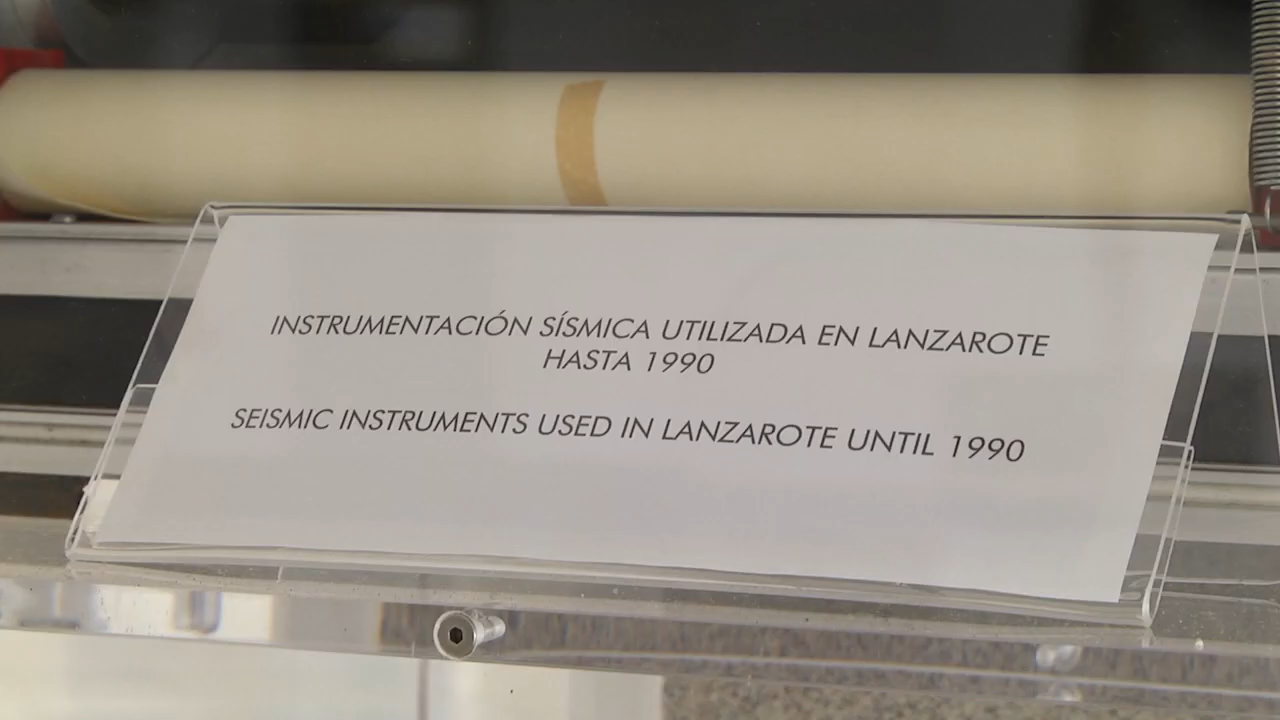 INSTRUMENTACIÓN SÍSMICA UTILIZADA EN LANZAROTE
HASTA 1990
SEISMIC INSTRUMENTS USED IN LANZAROTE UNTIL 1990